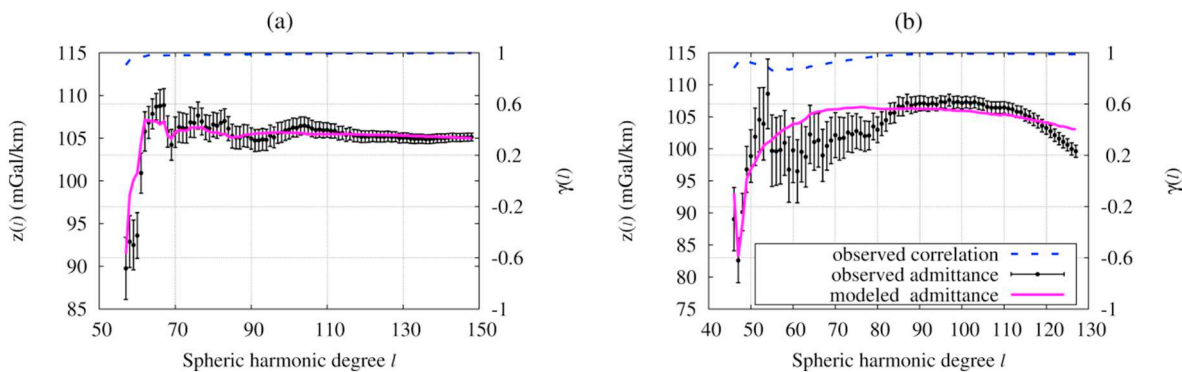 (a)
115
110
105
100
95
90
85
z(l) (mGal/km)
1
0.6
0.2
-0.2
-0.6
-1
γ(l)
50 70 90 110 130 150
Spheric harmonic degree l
(b)
115
110
105
100
95
90
85
80
75
z(l) (mGal/km)
1
0.6
0.2
-0.2
-0.6
-1
γ(l)
observed correlation
observed admittance
modeled admittance
40 50 60 70 80 90 100 110 120 130
Spheric harmonic degree l